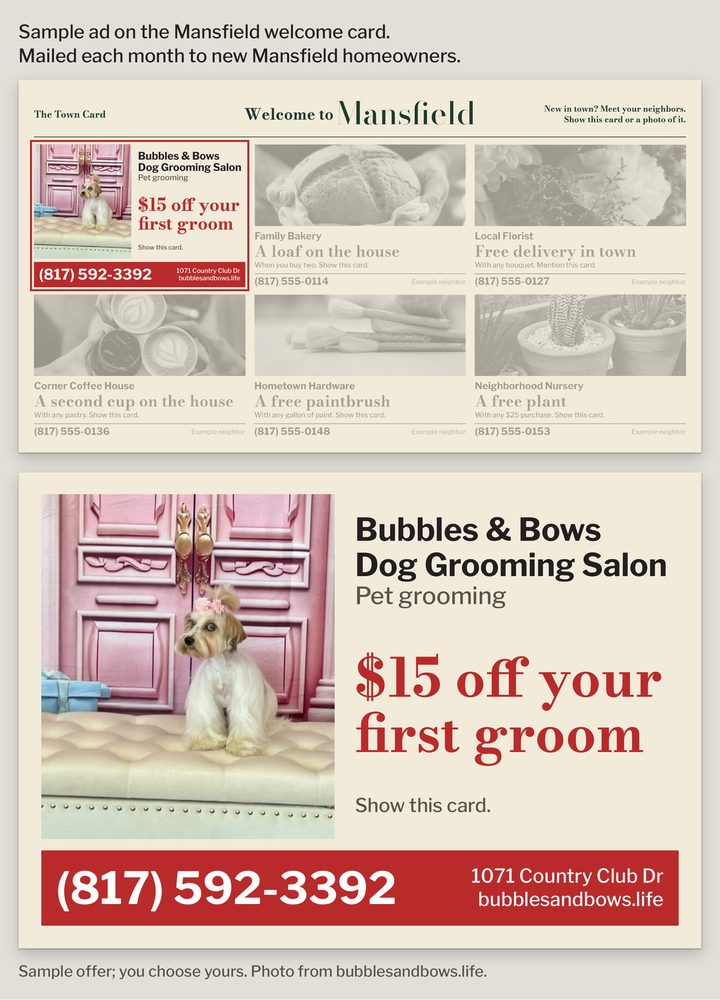 Sample ad on the Mansfield welcome card.
Mailed each month to new Mansfield homeowners.
The Town Card
Welcome to Mansfield
New in town? Meet your neighbors.
Show this card or a photo of it.
Bubbles & Bows
Dog Grooming Salon
Pet grooming
$15 off your
first groom
Show this card.
(817) 592-3392
1071 Country Club Dr
bubblesandbows.life
Family Bakery
A loaf on the house
When you buy two. Show this card.
(817) 555-0114
Example neighbor
Local Florist
Free delivery in town
With any bouquet. Mention this card.
(817) 555-0127
Example neighbor
Corner Coffee House
A second cup on the house
With any pastry. Show this card.
(817) 555-0136
Example neighbor
Hometown Hardware
A free paintbrush
With any gallon of paint. Show this card.
(817) 555-0148
Example neighbor
Neighborhood Nursery
A free plant
With any $25 purchase. Show this card.
(817) 555-0153
Example neighbor
Bubbles & Bows
Dog Grooming Salon
Pet grooming
$15 off your
first groom
Show this card.
(817) 592-3392
1071 Country Club Dr
bubblesandbows.life
Sample offer; you choose yours. Photo from bubblesandbows.life.